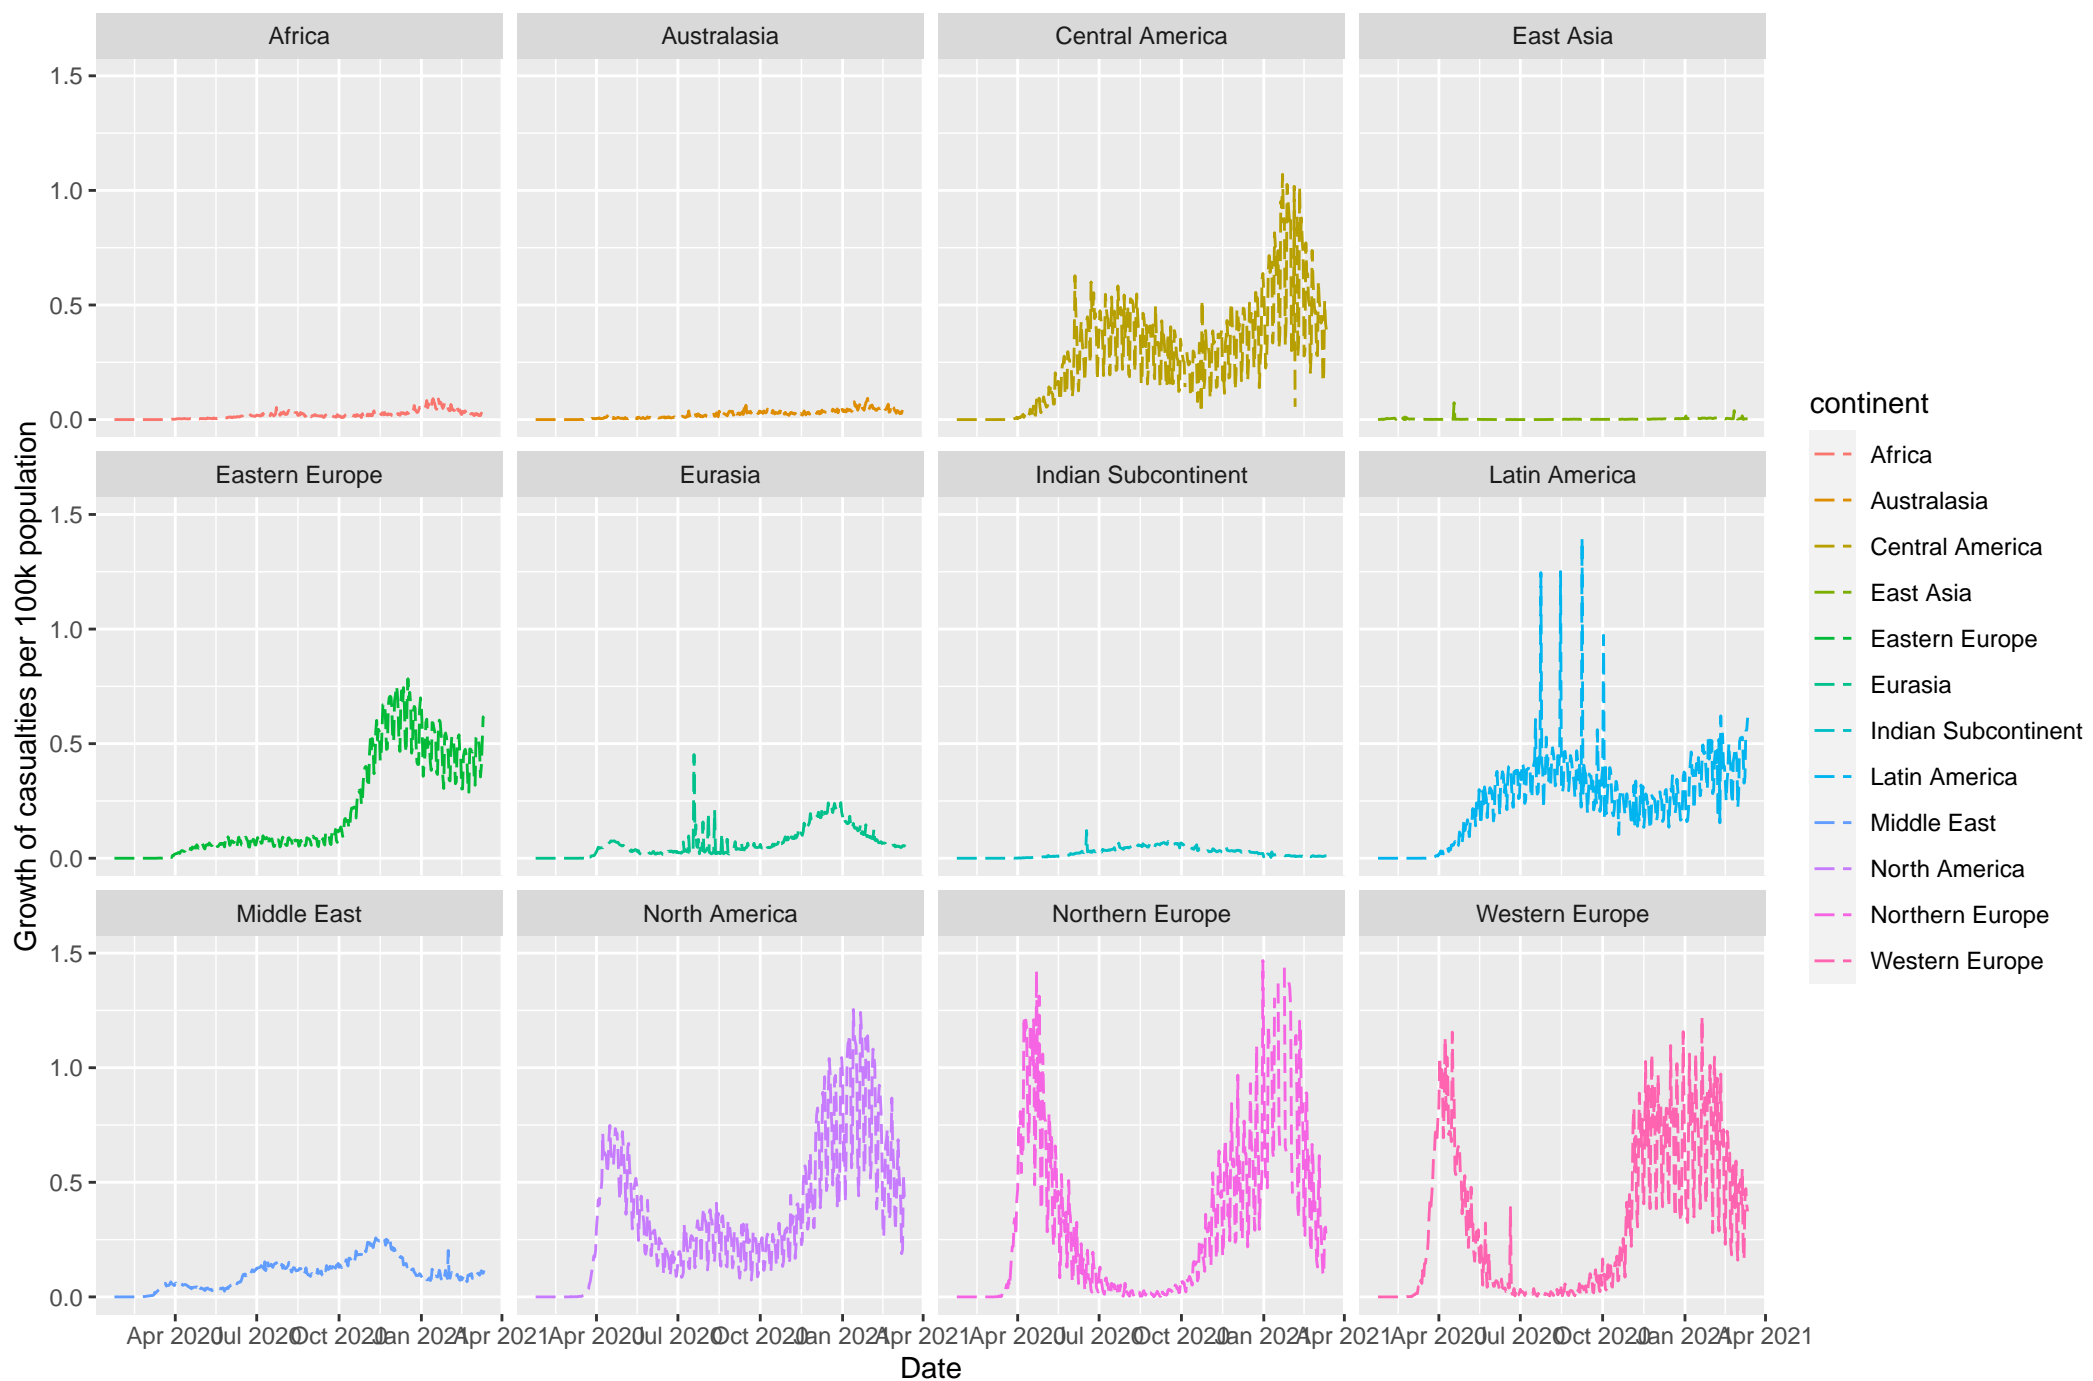 Africa
Australasia
Central America
East Asia
1.5
1.0
0.5
0.0
Eastern Europe
Eurasia
Indian Subcontinent
Latin America
1.5
1.0
0.5
0.0
Middle East
North America
Northern Europe
Western Europe
1.5
1.0
0.5
0.0
Apr 2020 Jul 2020 Oct 2020 Jan 2021 Apr 2021 Apr 2020 Jul 2020 Oct 2020 Jan 2021 Apr 2021 Apr 2020 Jul 2020 Oct 2020 Jan 2021 Apr 2021 Apr 2020 Jul 2020 Oct 2020 Jan 2021 Apr 2021
Date
Growth of casualties per 100k population
continent
Africa
Australasia
Central America
East Asia
Eastern Europe
Eurasia
Indian Subcontinent
Latin America
Middle East
North America
Northern Europe
Western Europe